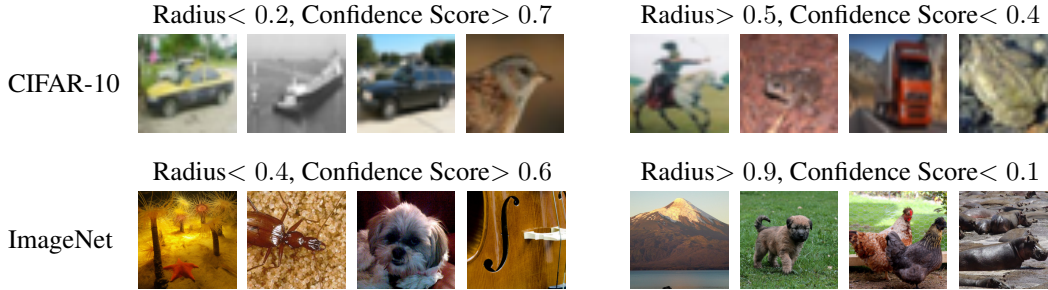 Radius< 0.2, Confidence Score> 0.7
Radius> 0.5, Confidence Score< 0.4
CIFAR-10
Radius< 0.4, Confidence Score> 0.6
Radius> 0.9, Confidence Score< 0.1
ImageNet